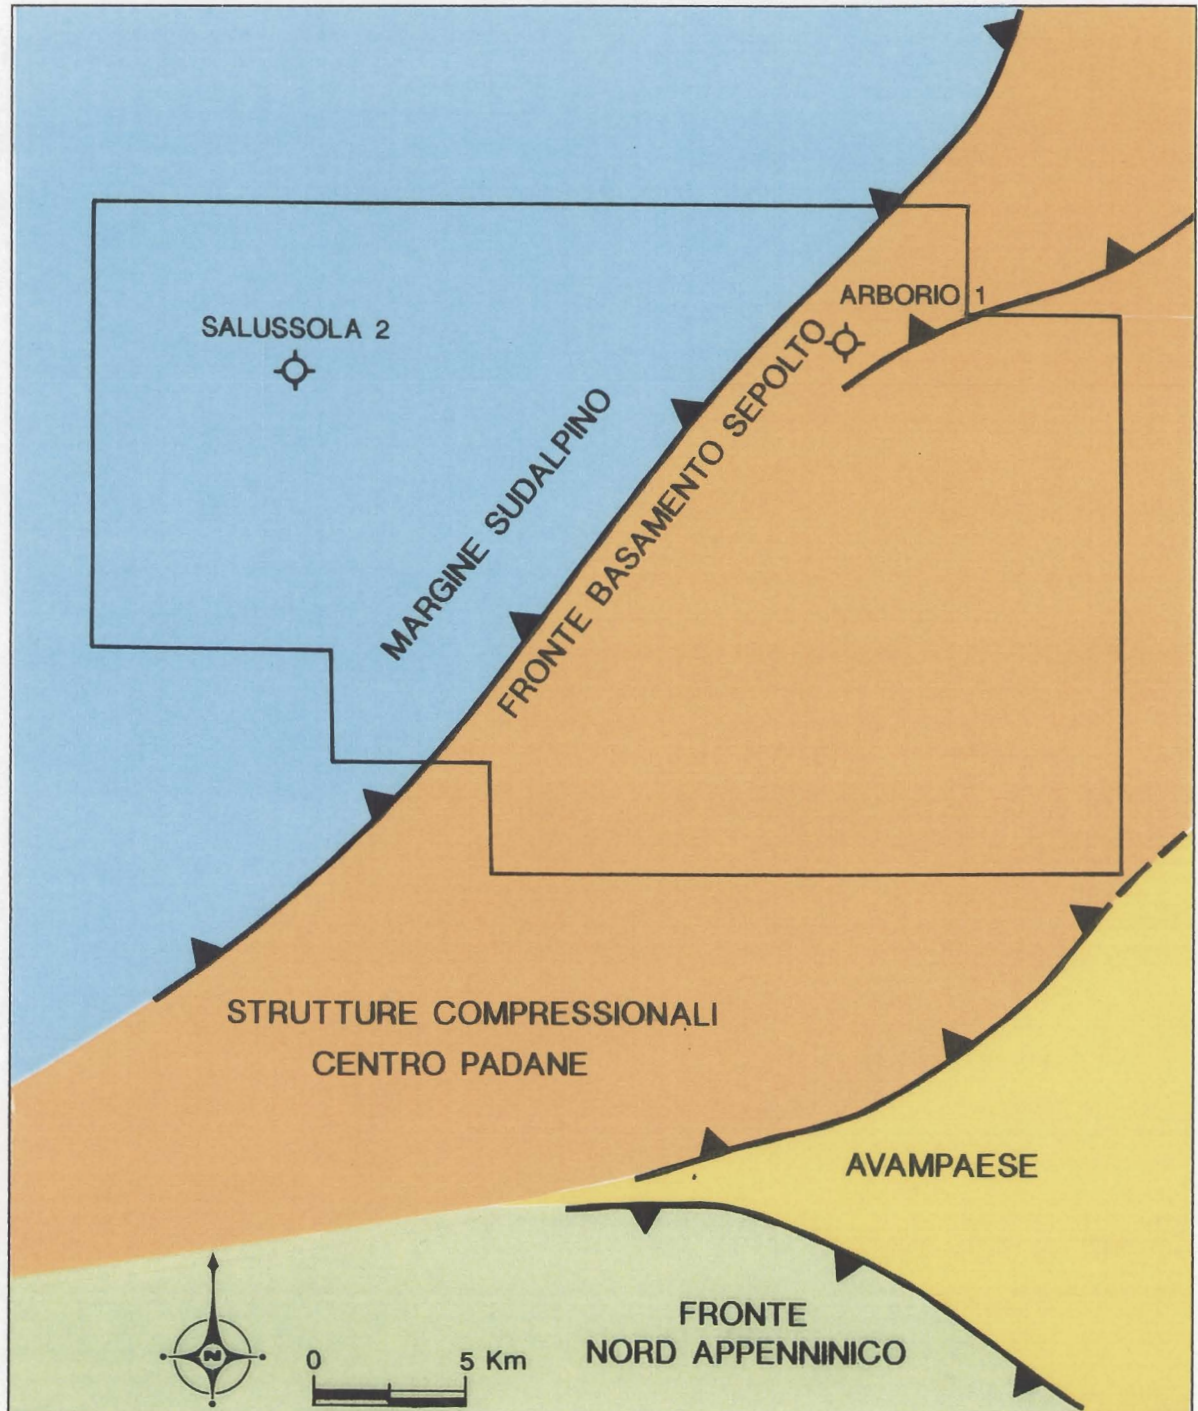 ARBORIO 1
SALUSSOLA 2
MARGINE SUDALPINO
FRONTE BASAMENTO SEPOLTO
STRUTTURE COMPRESSIONALI
CENTRO PADANE
AVAMPAESE
FRONTE
NORD APPENNINICO
N
0 5 Km